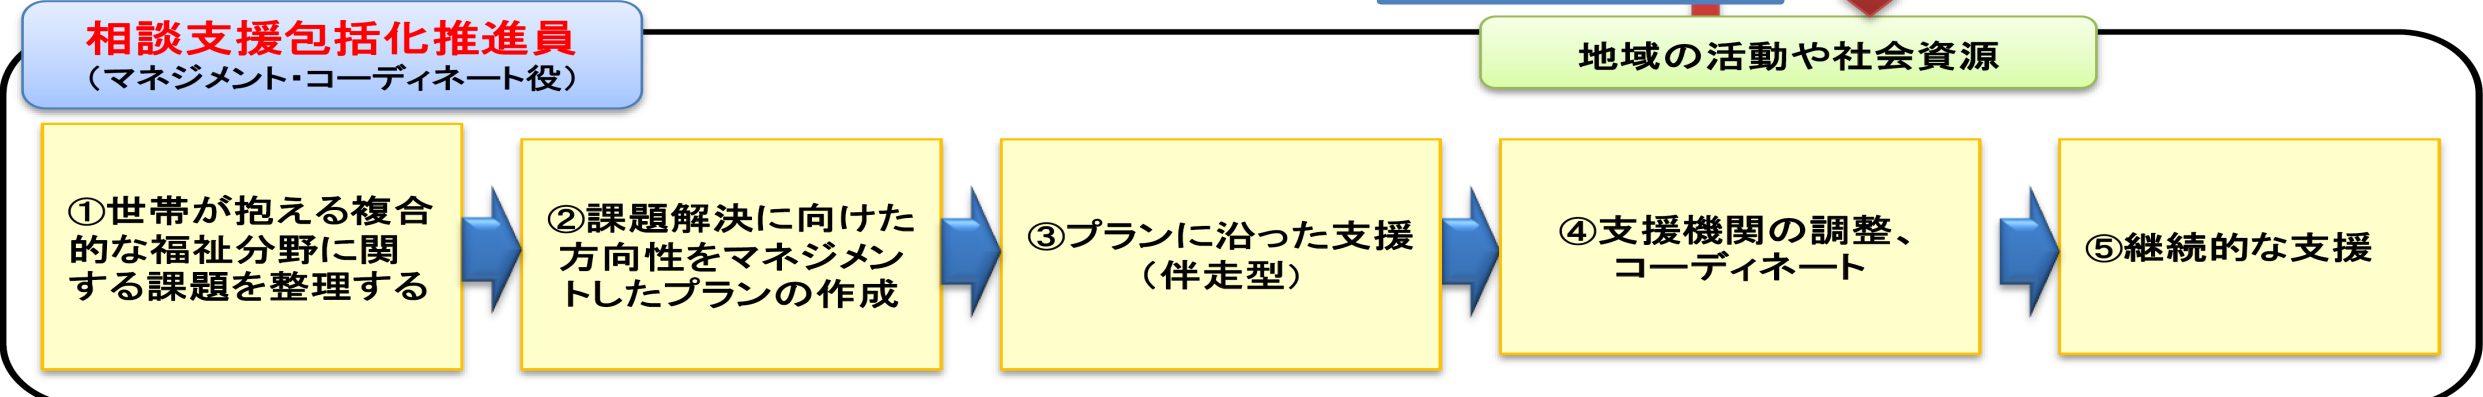 相談支援包括化推進員
（マネジメント・コーディネート役）
地域の活動や社会資源
①世帯が抱える複合
的な福祉分野に関
する課題を整理する
②課題解決に向けた
方向性をマネジメン
トしたプランの作成
③プランに沿った支援
（伴走型）
④支援機関の調整、
コーディネート
⑤継続的な支援